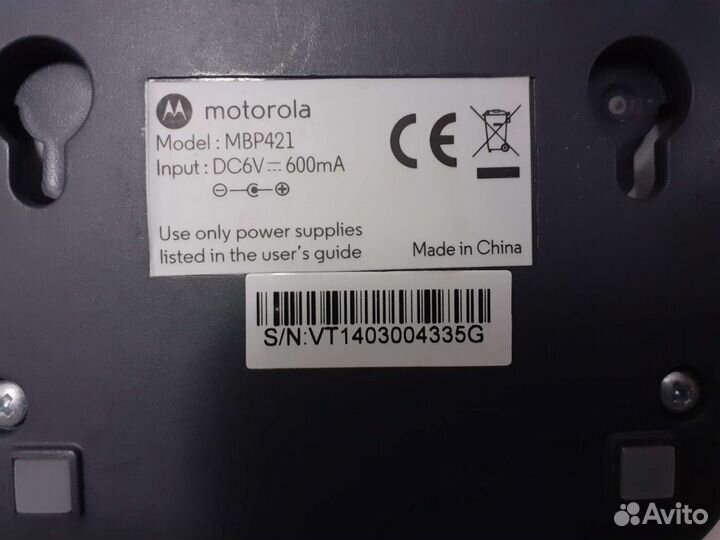 motorola
Model : MBP421
Input : DC6V 600mA
Use only power supplies
listed in the user's guide
CE
Made in China
S/N:VT1403004335G
Avito